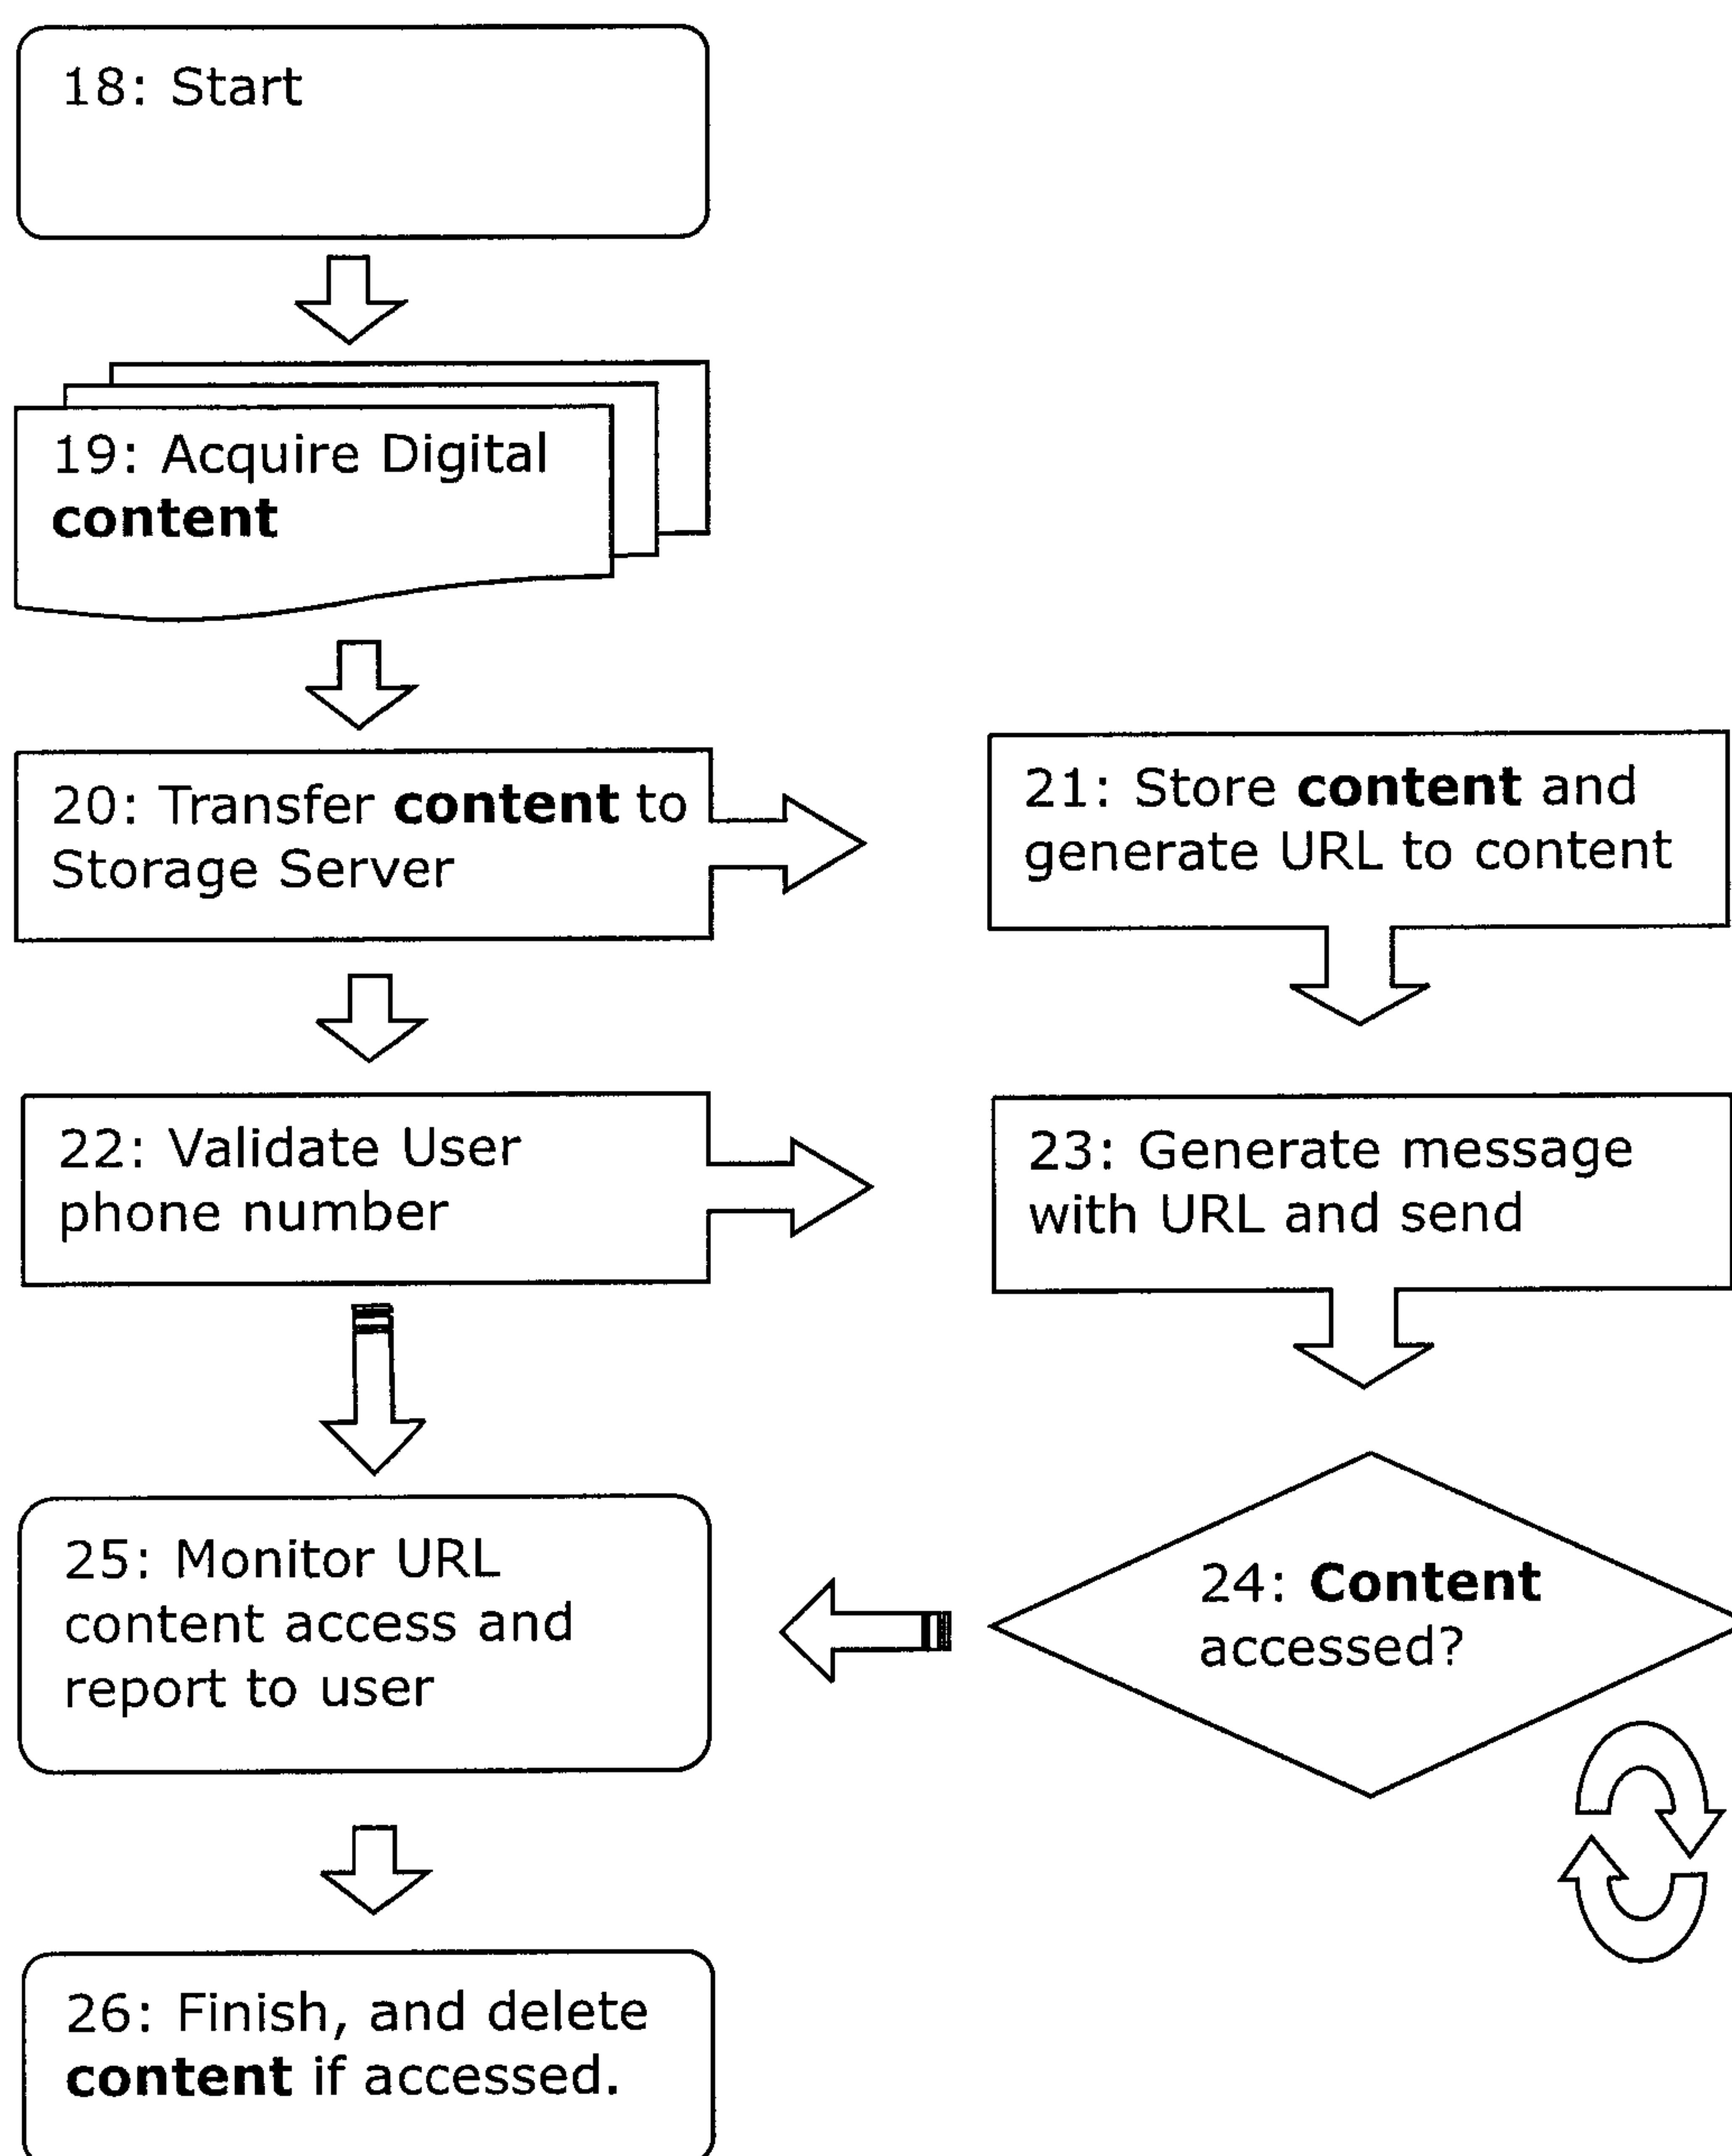 18: Start
19: Acquire Digital
content
20: Transfer content to
Storage Server
21: Store content and
generate URL to content
22: Validate User
phone number
23: Generate message
with URL and send
24: Content
accessed?
25: Monitor URL
content access and
report to user
26: Finish, and delete
content if accessed.